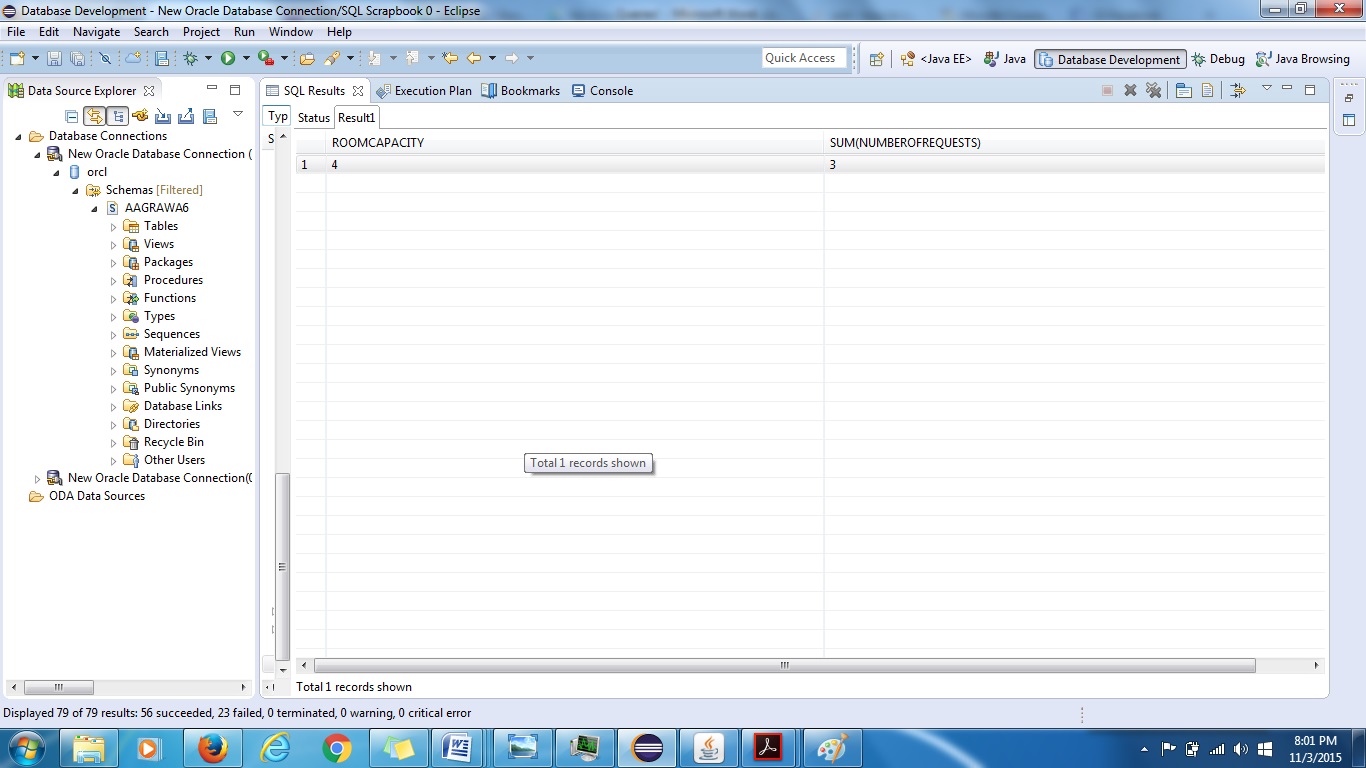 Database Development - New Oracle Database Connection/SQL Scrapbook 0 - Eclipse
File Edit Navigate Search Project Run Window Help
Quick Access
<Java EE> Java Database Development Debug Java Browsing
Data Source Explorer
SQL Results Execution Plan Bookmarks Console
Database Connections
New Oracle Database Connection (
orcl
Schemas [Filtered]
AAGRAWA6
Tables
Views
Packages
Procedures
Functions
Types
Sequences
Materialized Views
Synonyms
Public Synonyms
Database Links
Directories
Recycle Bin
Other Users
New Oracle Database Connection(
ODA Data Sources
Typ
S
Status Result1
ROOMCAPACITY SUM(NUMBEROFREQUESTS)
1 4 3
Total 1 records shown
Total 1 records shown
Displayed 79 of 79 results: 56 succeeded, 23 failed, 0 terminated, 0 warning, 0 critical error
8:01 PM
11/3/2015